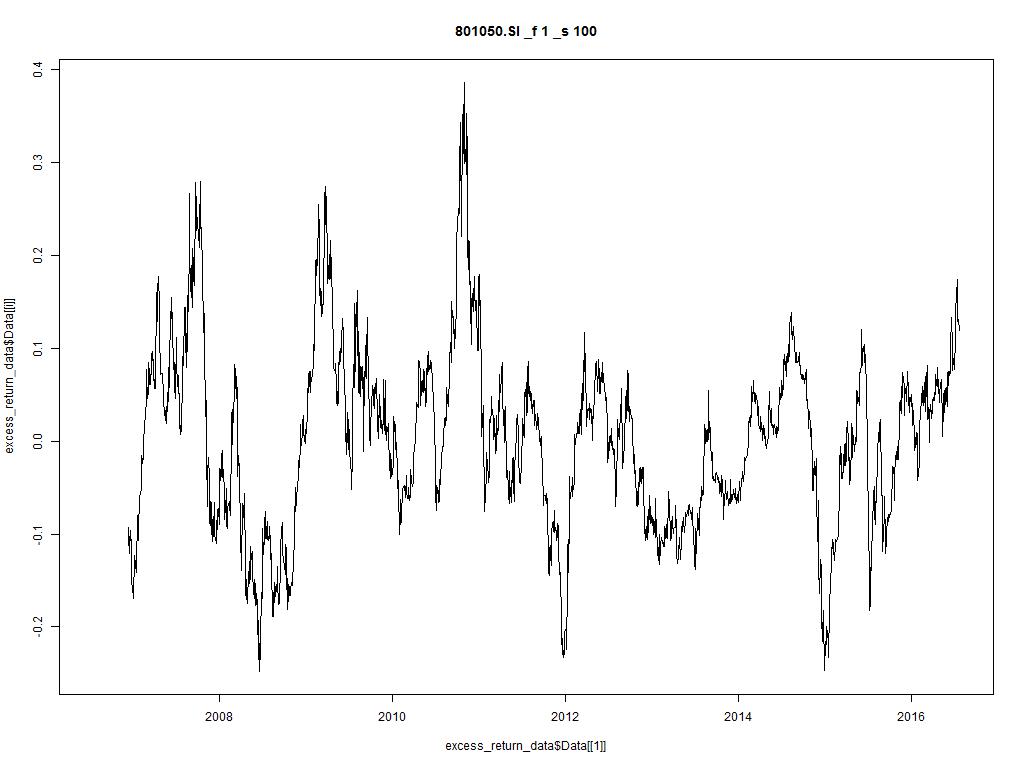 801050.SI _f 1 _s 100
0.4
0.3
0.2
0.1
0.0
-0.1
-0.2
excess_return_data$Data[[i]]
2008 2010 2012 2014 2016
excess_return_data$Data[[1]]